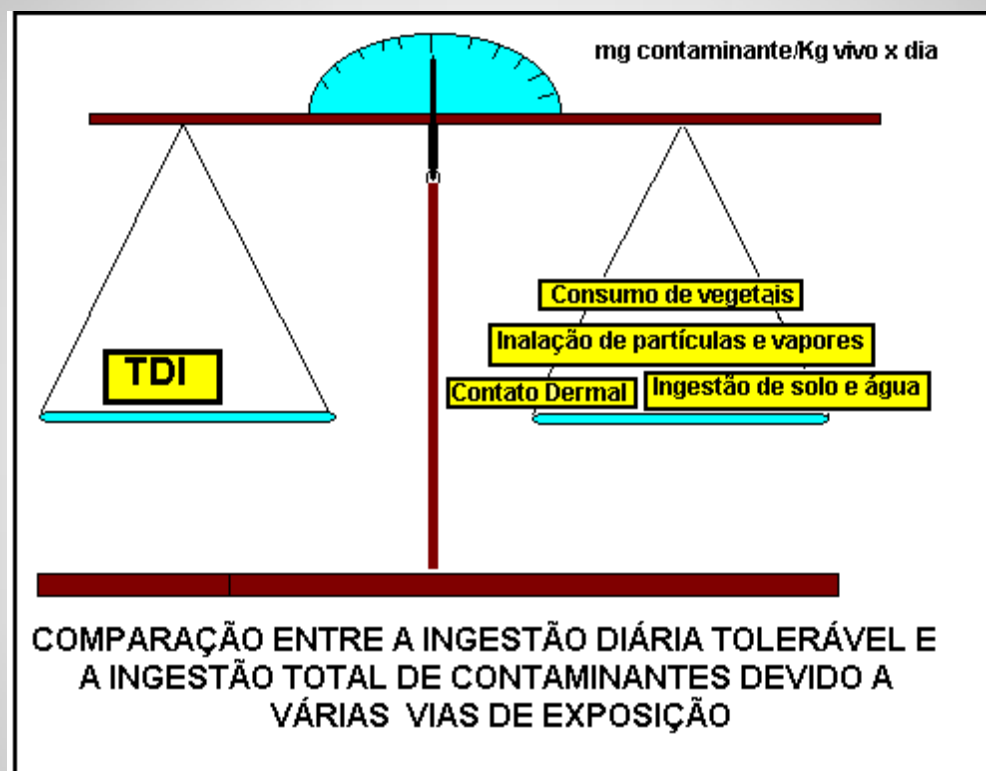 mg contaminante/Kg vivo x dia
Consumo de vegetais
Inalação de partículas e vapores
TDI
Contato Dermal
Ingestão de solo e água
COMPARAÇÃO ENTRE A INGESTÃO DIÁRIA TOLERÁVEL E
A INGESTÃO TOTAL DE CONTAMINANTES DEVIDO A
VÁRIAS VIAS DE EXPOSIÇÃO